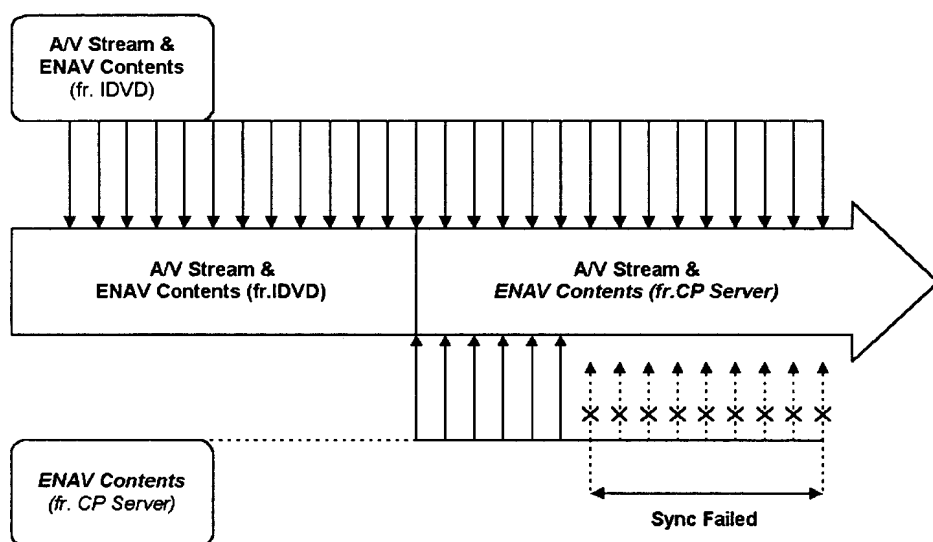 A/V Stream &
ENAV Contents
(fr. IDVD)
A/V Stream &
ENAV Contents (fr.IDVD)
A/V Stream &
ENAV Contents (fr.CP Server)
ENAV Contents
(fr. CP Server)
Sync Failed